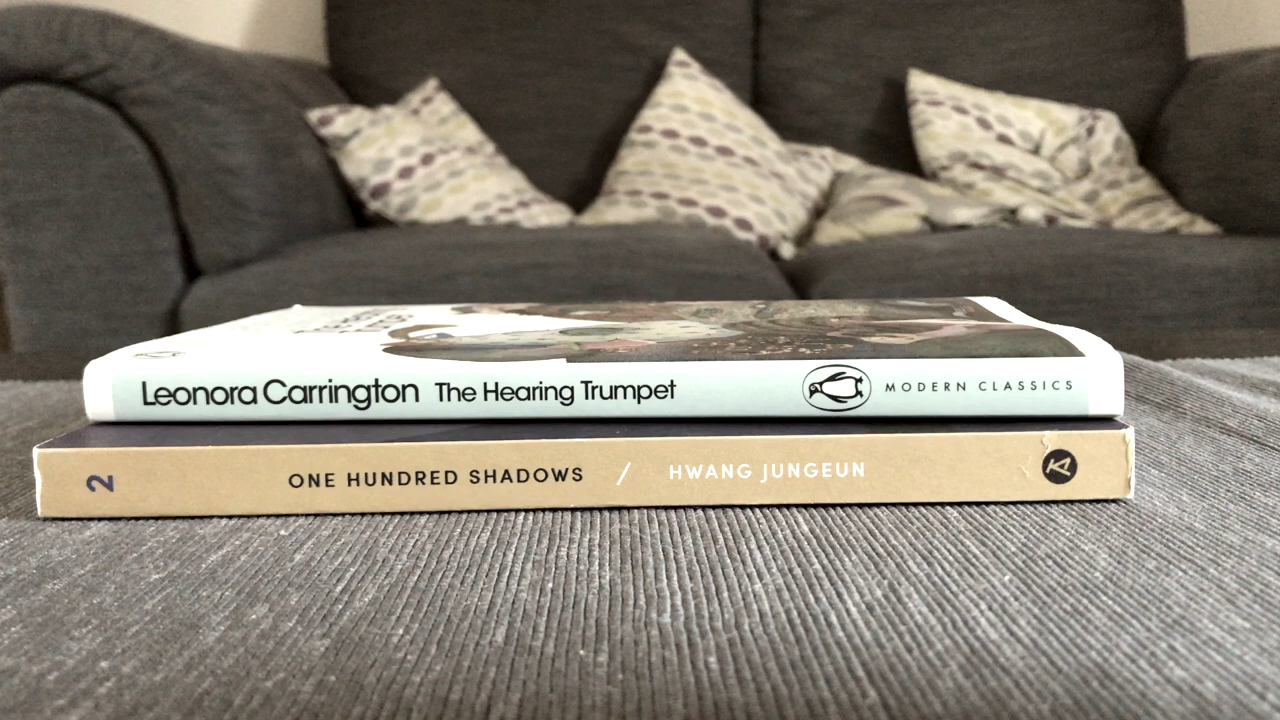 Leonora Carrington The Hearing Trumpet MODERN CLASSICS
2 ONE HUNDRED SHADOWS / HWANG JUNGEUN